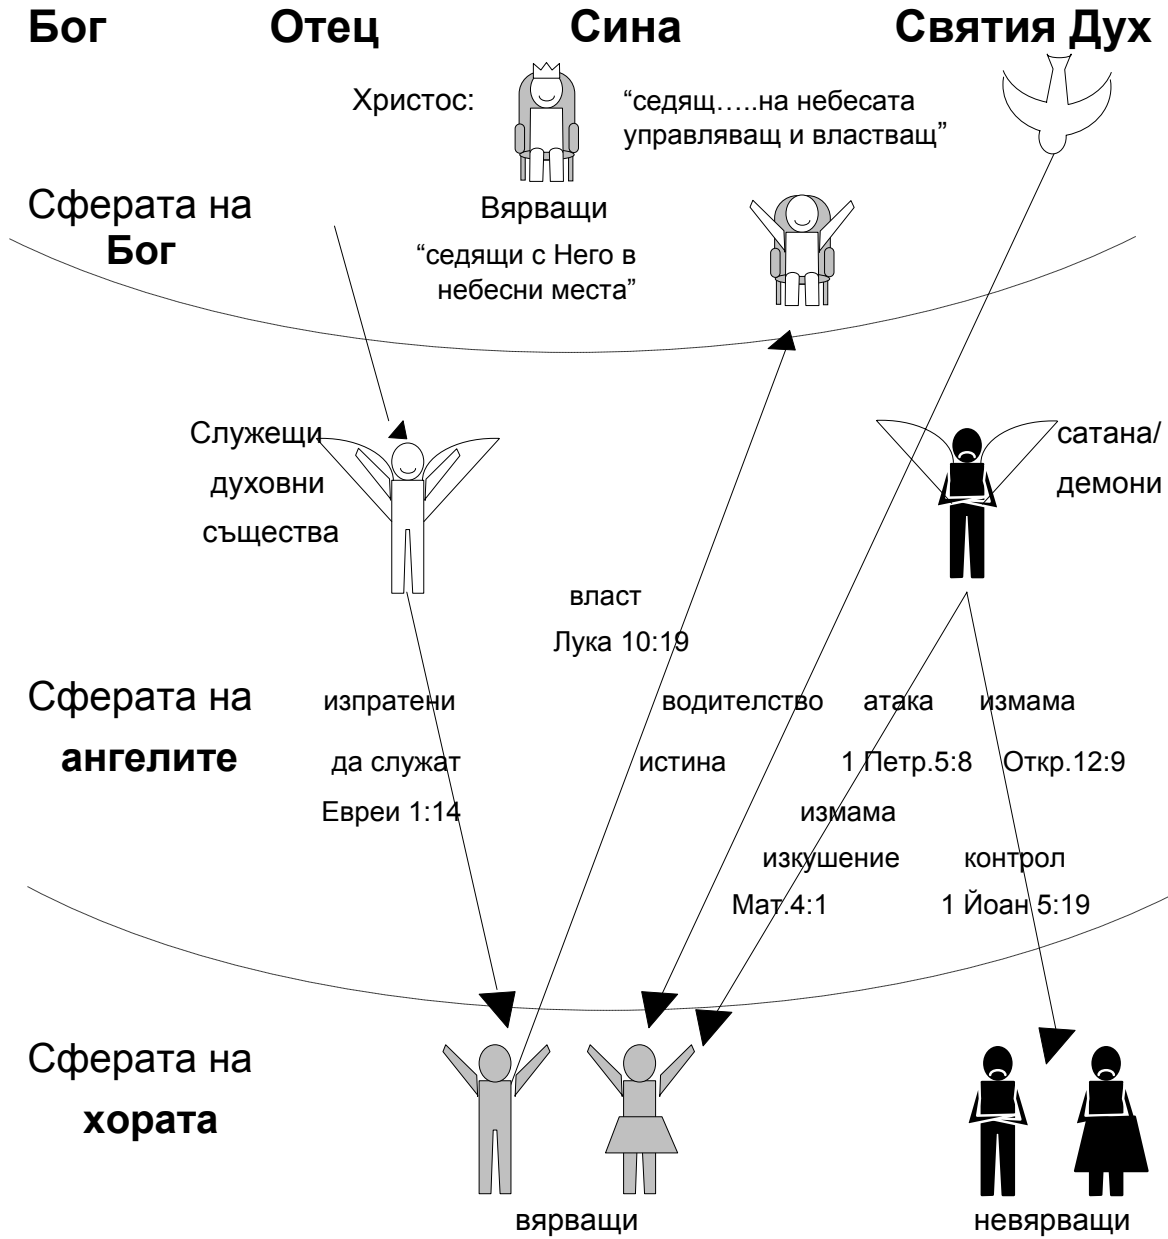 Бог Отец Сина Святия Дух
Христос:
“седящ…..на небесата
управляващ и властващ”
Сферата на
Бог
Вярващи
“седящи с Него в
небесни места”
Служещи
духовни
същества
сатана/
демони
власт
Лука 10:19
Сферата на
ангелите
изпратени
да служат
Евреи 1:14
водителство
истина
атака
1 Петр.5:8
измама
изкушение
Мат.4:1
измама
Откр.12:9
контрол
1 Йоан 5:19
Сферата на
хората
вярващи
невярващи